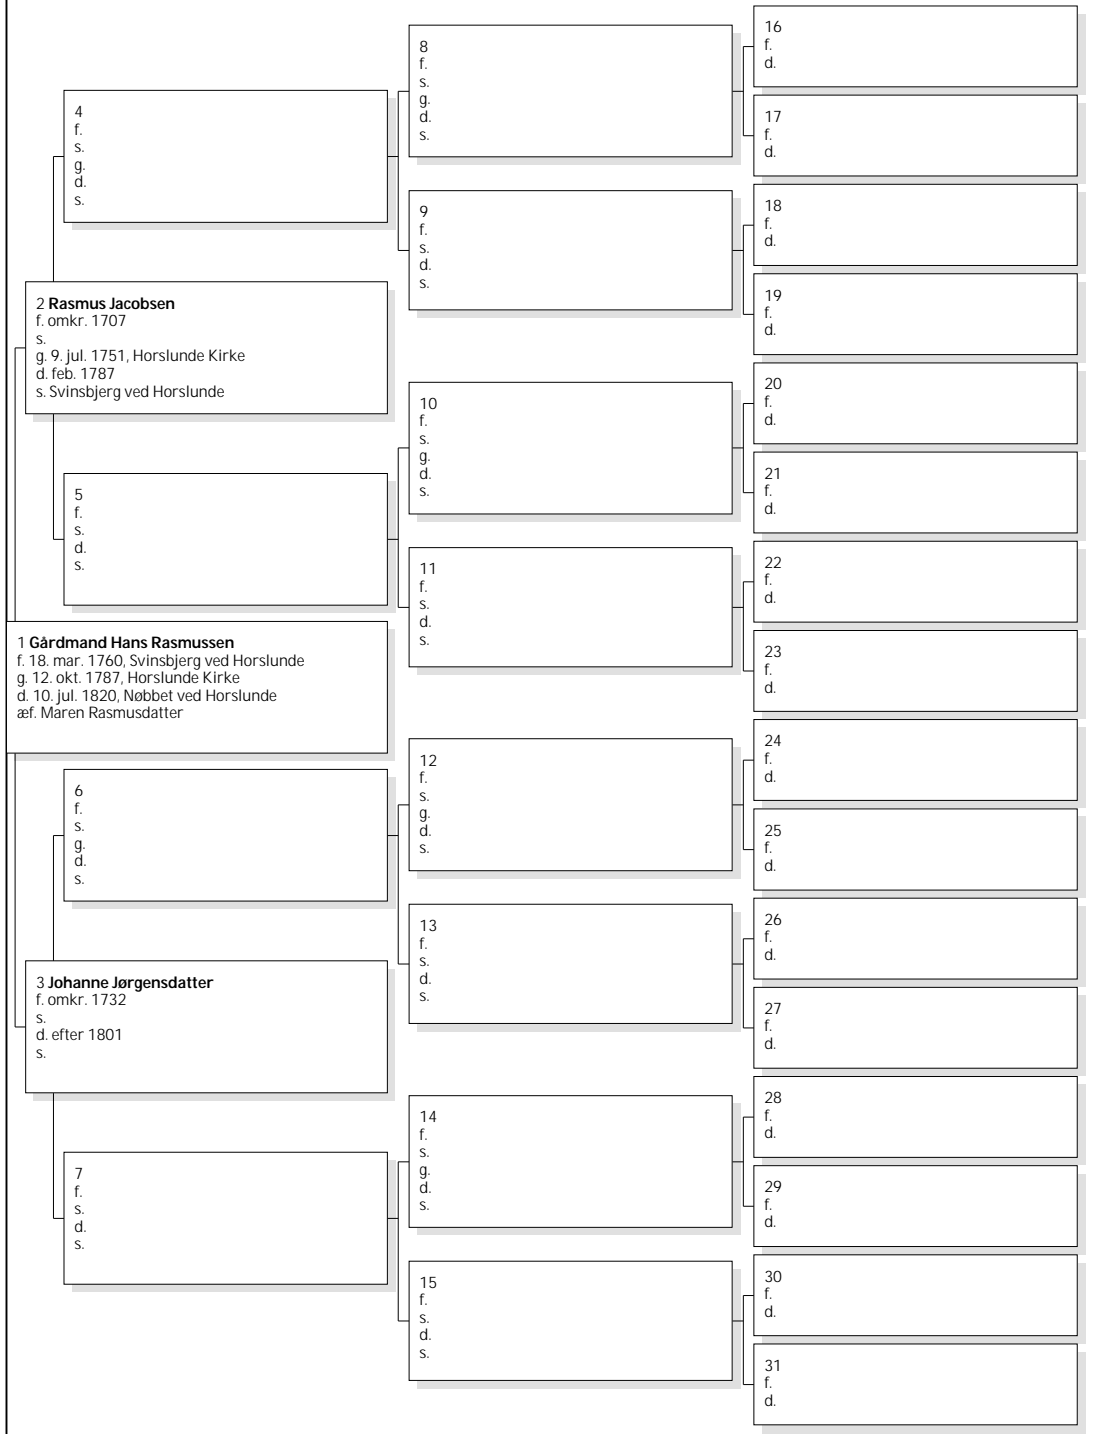 16
f.
d.
8
f.
s.
g.
d.
s.
17
f.
d.
4
f.
s.
g.
d.
s.
18
f.
d.
9
f.
s.
d.
s.
19
f.
d.
2 Rasmus Jacobsen
f. omkr. 1707
s.
g. 9. jul. 1751, Horslunde Kirke
d. feb. 1787
s. Svinsbjerg ved Horslunde
20
f.
d.
10
f.
s.
g.
d.
s.
21
f.
d.
5
f.
s.
d.
s.
22
f.
d.
11
f.
s.
d.
s.
23
f.
d.
1 Gårdmand Hans Rasmussen
f. 18. mar. 1760, Svinsbjerg ved Horslunde
g. 12. okt. 1787, Horslunde Kirke
d. 10. jul. 1820, Nøbbet ved Horslunde
æf. Maren Rasmusdatter
24
f.
d.
12
f.
s.
g.
d.
s.
25
f.
d.
6
f.
s.
g.
d.
s.
26
f.
d.
13
f.
s.
d.
s.
27
f.
d.
3 Johanne Jørgensdatter
f. omkr. 1732
s.
d. efter 1801
s.
28
f.
d.
14
f.
s.
g.
d.
s.
29
f.
d.
7
f.
s.
d.
s.
30
f.
d.
15
f.
s.
d.
s.
31
f.
d.